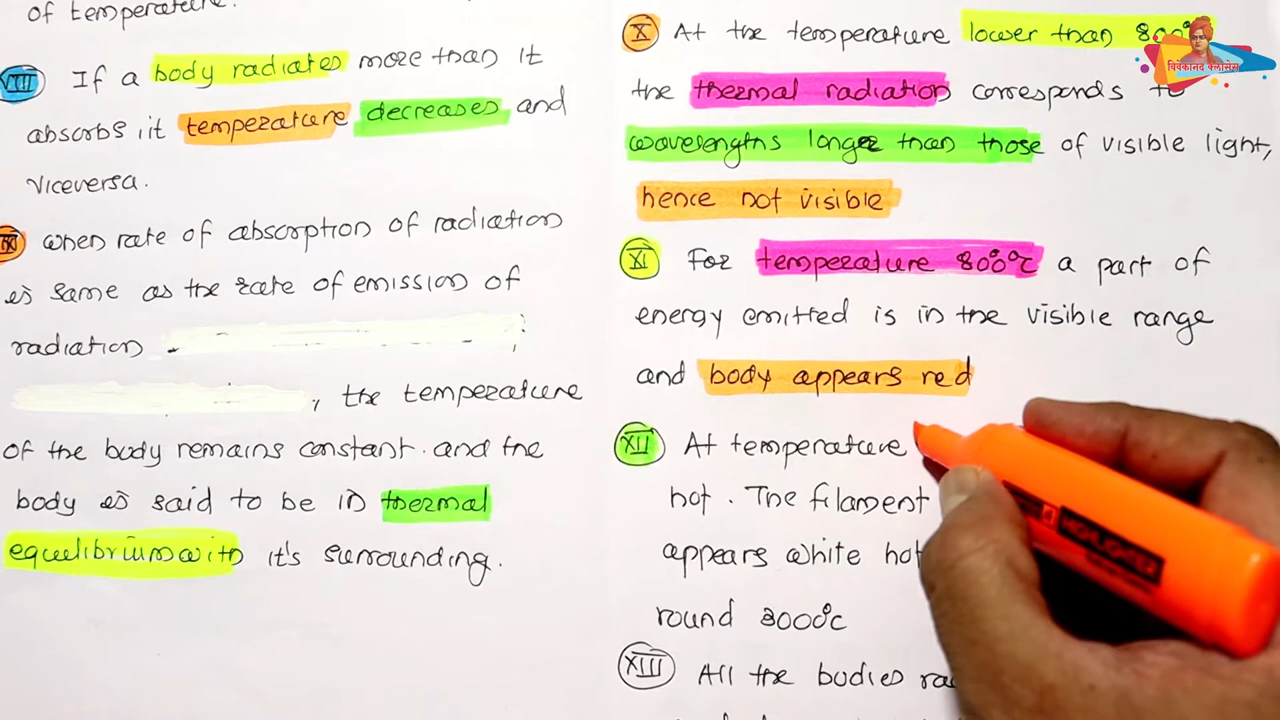 of temperature.
VIII If a body radiates more than it
absorbs it temperature decreases and
viceversa.
IX when rate of absorption of radiation
is same as the rate of emission of
radiation
, the temperature
of the body remains constant. and the
body is said to be in thermal
equilibrium with it's surrounding.
X At the temperature lower than 800°
the thermal radiation corresponds to
wavelengths longer than those of visible light,
hence not visible
XI For temperature 800°c a part of
energy emitted is in the visible range
and body appears red
XII At temperature
hot. The filament
appears white hot
round 3000°c
XIII All the bodies
विवेकानन्द क्लासेस